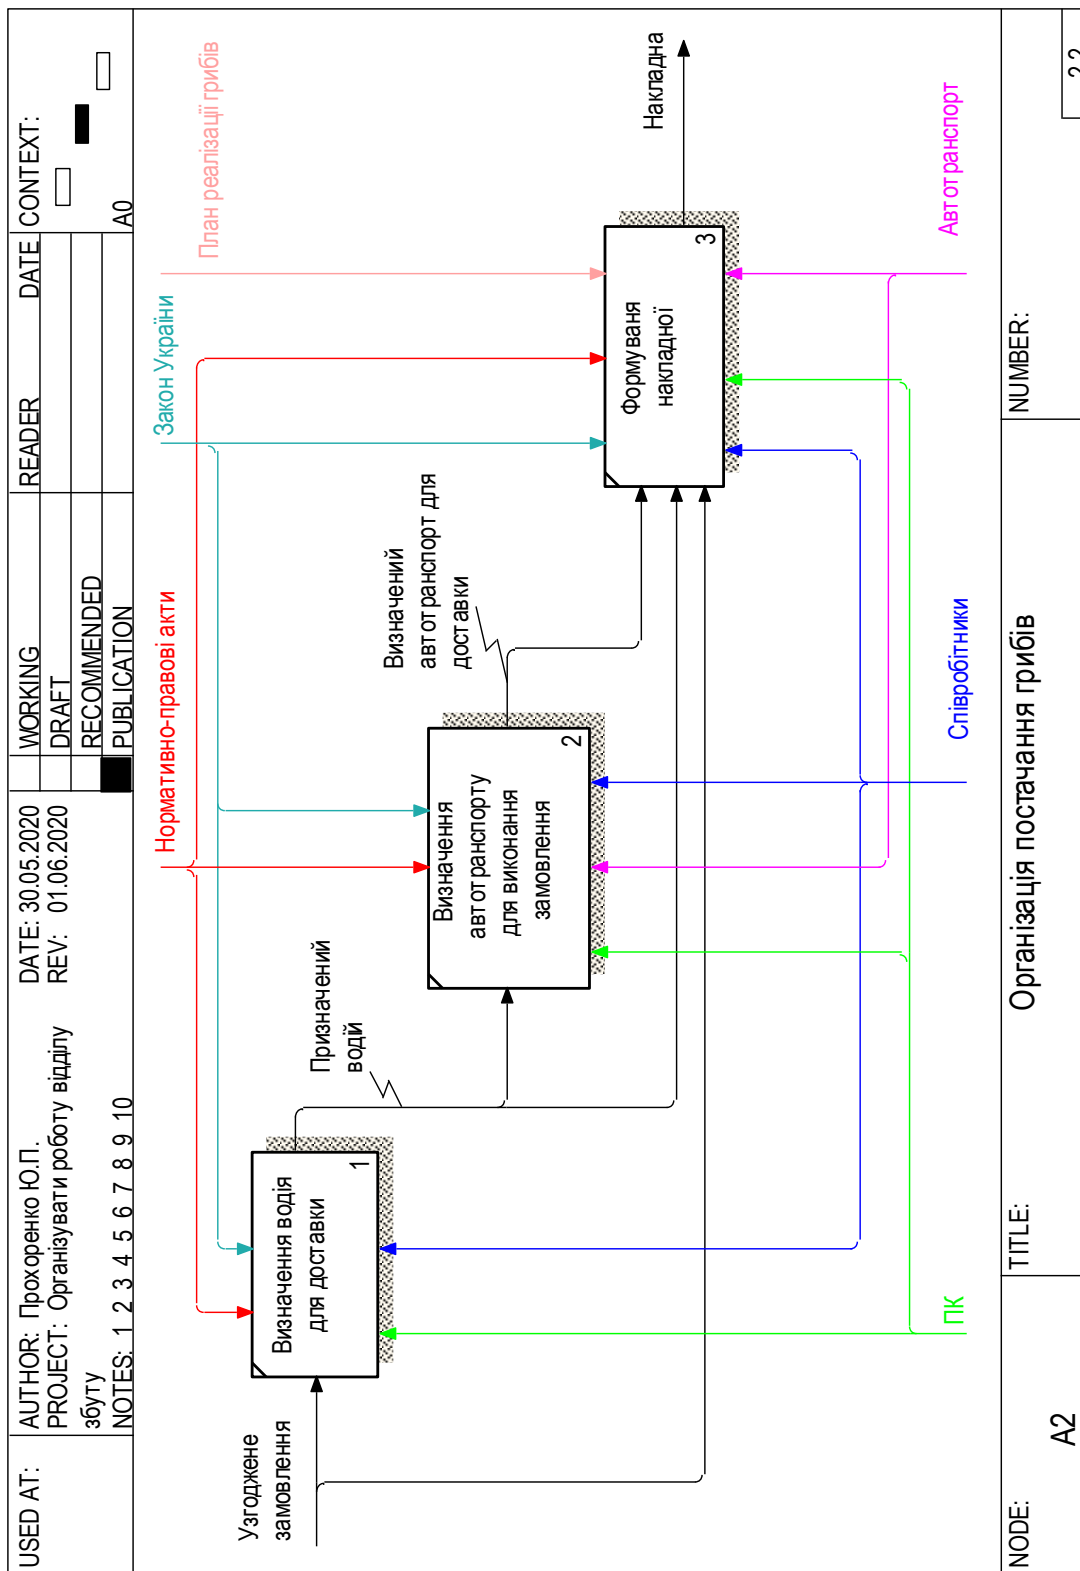 USED AT:
AUTHOR: Прохоренко Ю.П.
DATE: 30.05.2020
PROJECT: Організувати роботу відділу
збуту
REV: 01.06.2020
NOTES: 1 2 3 4 5 6 7 8 9 10
WORKING
DRAFT
RECOMMENDED
PUBLICATION
READER
DATE
CONTEXT:
A0
Нормативно-правові акти
Закон України
План реалізації грибів
Узгоджене
замовлення
Визначення водія
для доставки
1
Призначений
водій
Визначення
автотранспорту
для виконання
замовлення
2
Визначений
автотранспорт для
доставки
Формуваня
накладної
3
Накладна
ПК
Співробітники
Автотранспорт
NODE:
A2
TITLE:
Організація постачання грибів
NUMBER: